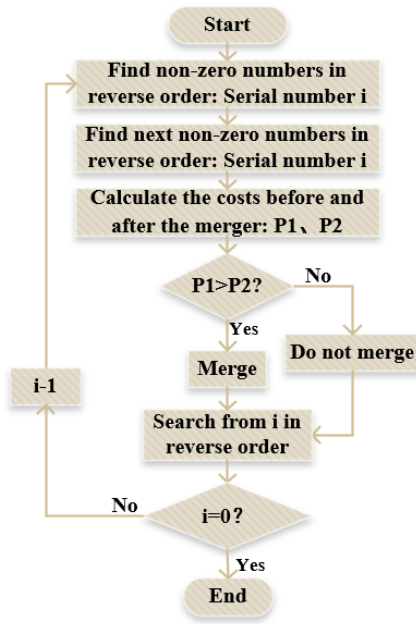 Start
Find non-zero numbers in
reverse order: Serial number i
Find next non-zero numbers in
reverse order: Serial number i
Calculate the costs before and
after the merger: P1、P2
P1>P2?
No
Yes
Do not merge
Merge
i-1
Search from i in
reverse order
No
i=0?
Yes
End